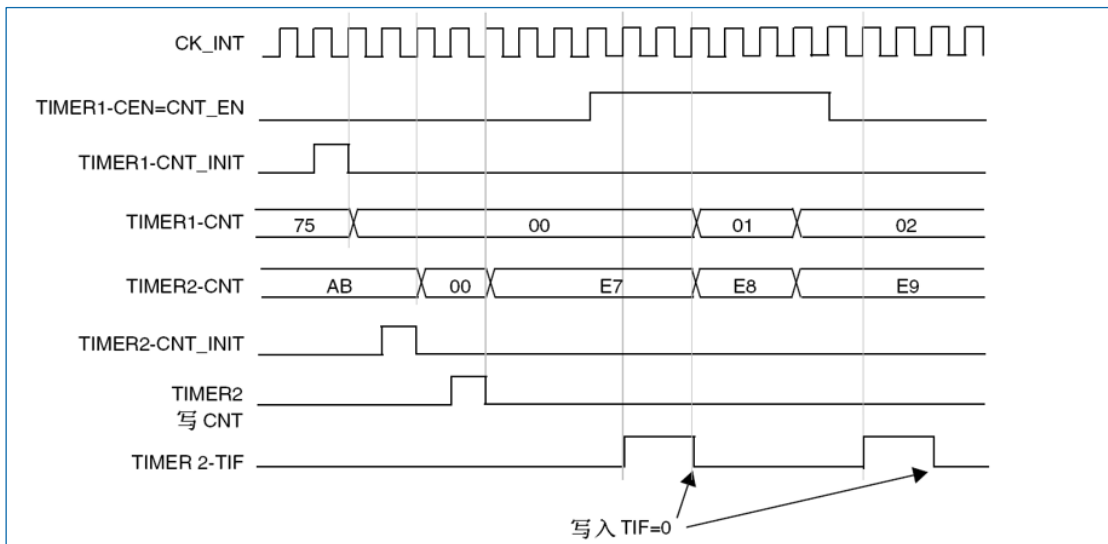 CK_INT
TIMER1-CEN=CNT_EN
TIMER1-CNT_INIT
TIMER1-CNT 75 00 01 02
TIMER2-CNT AB 00 E7 E8 E9
TIMER2-CNT_INIT
TIMER2
写 CNT
TIMER 2-TIF
写入 TIF=0